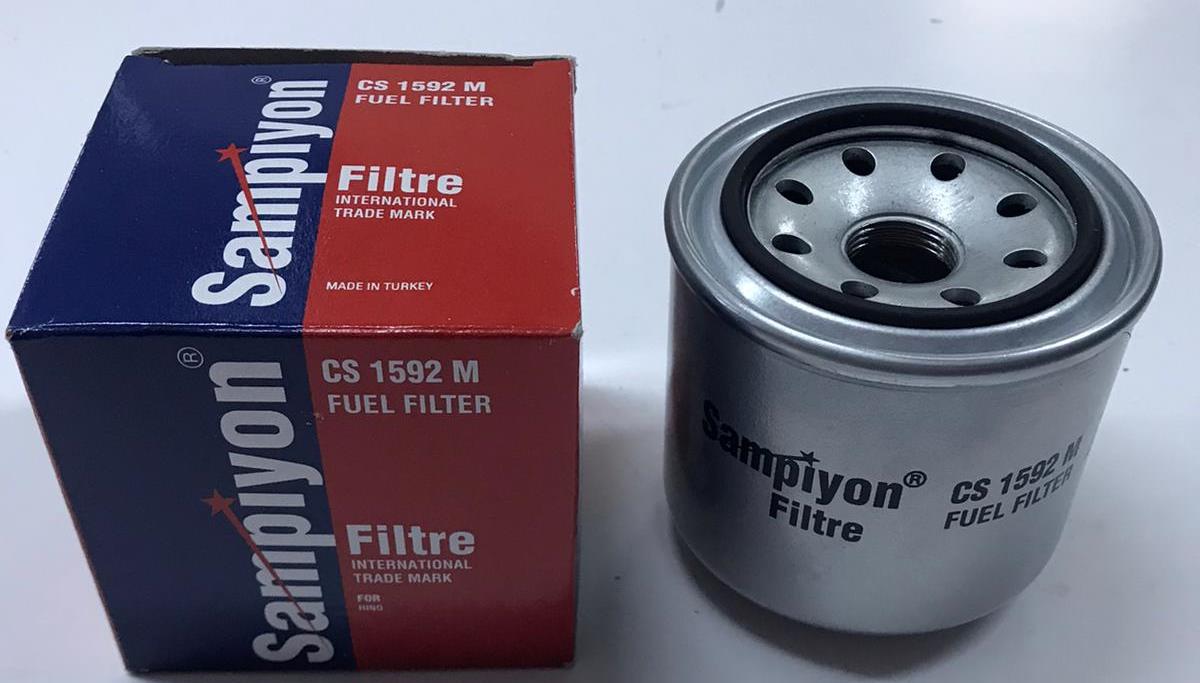 Sampiyon®
CS 1592 M
FUEL FILTER
Filtre
INTERNATIONAL
TRADE MARK
MADE IN TURKEY
Sampiyon®
CS 1592 M
FUEL FILTER
Filtre
INTERNATIONAL
TRADE MARK
FOR
HINO
Sampiyon®
Filtre
CS 1592 M
FUEL FILTER